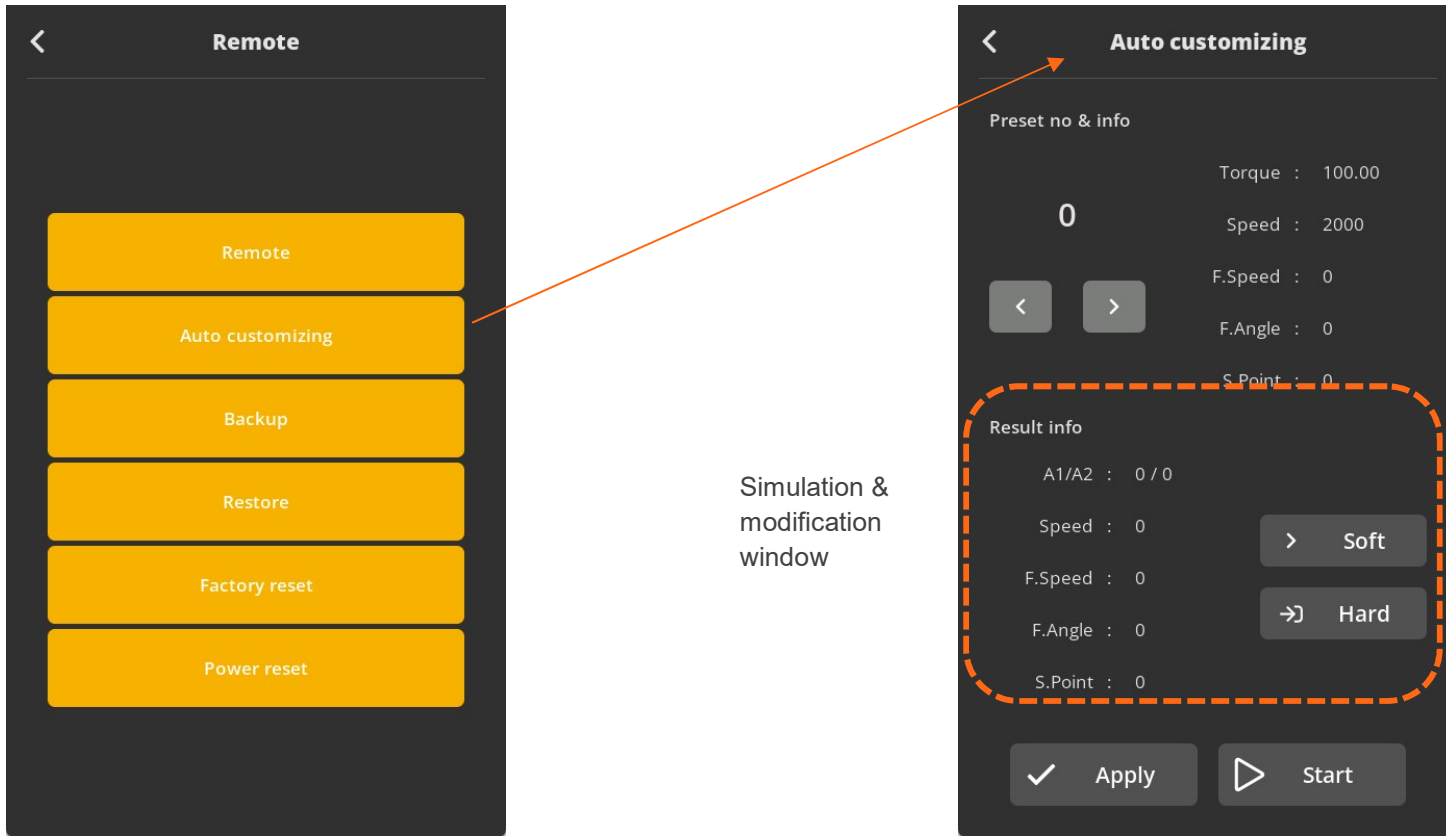 Remote
Remote
Auto customizing
Backup
Restore
Factory reset
Power reset
Simulation &
modification
window
Auto customizing
Preset no & info
0
Torque : 100.00
Speed : 2000
F.Speed : 0
F.Angle : 0
S.Point : 0
Result info
A1/A2 : 0 / 0
Speed : 0
F.Speed : 0
F.Angle : 0
S.Point : 0
Soft
Hard
Apply
Start